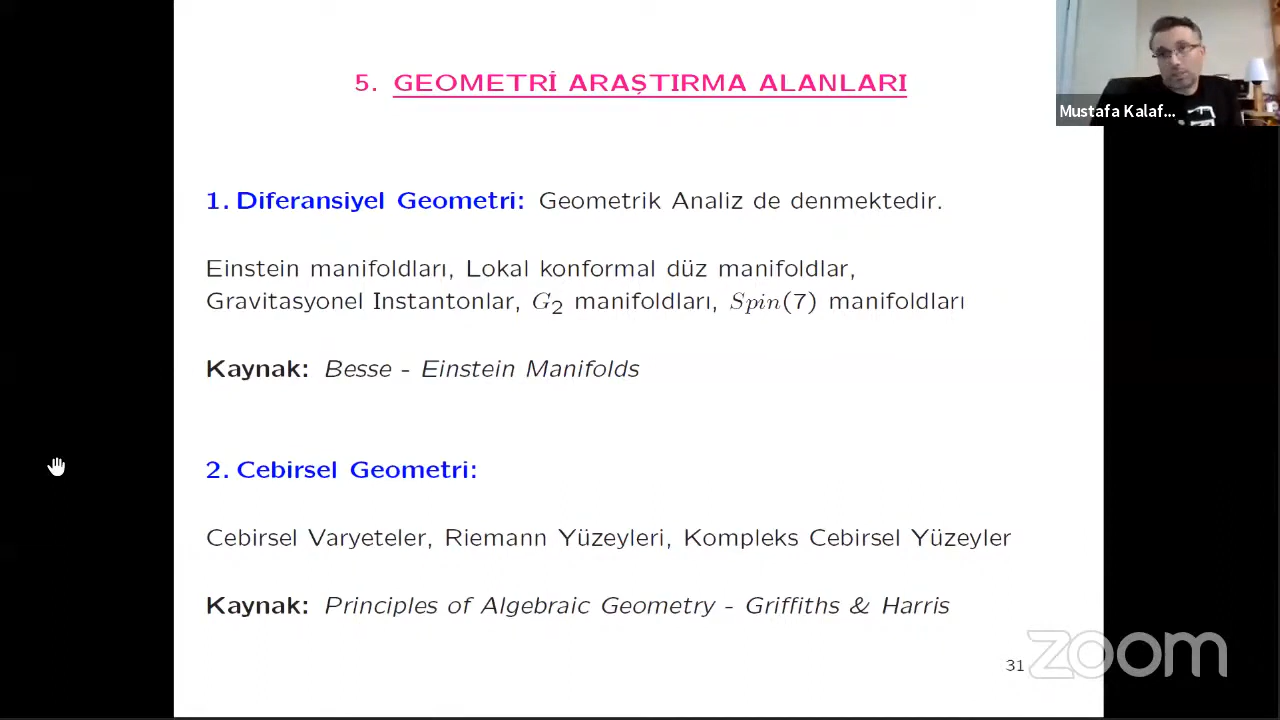 5. GEOMETRİ ARAŞTIRMA ALANLARI
Mustafa Kalaf...
1. Diferansiyel Geometri: Geometrik Analiz de denmektedir.
Einstein manifoldları, Lokal konformal düz manifoldlar,
Gravitasyonel Instantonlar, G₂ manifoldları, Spin(7) manifoldları
Kaynak: Besse - Einstein Manifolds
2. Cebirsel Geometri:
Cebirsel Varyeteler, Riemann Yüzeyleri, Kompleks Cebirsel Yüzeyler
Kaynak: Principles of Algebraic Geometry - Griffiths & Harris
31
zoom